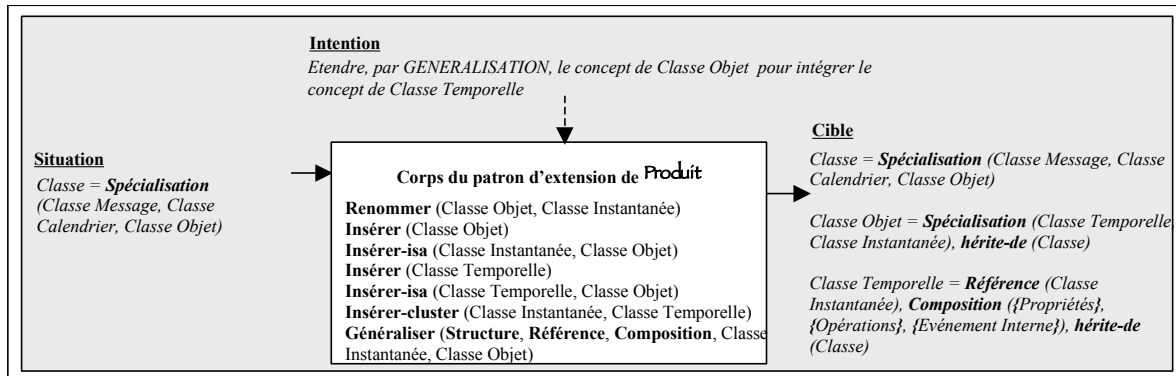 Intention
Etendre, par GENERALISATION, le concept de Classe Objet pour intégrer le
concept de Classe Temporelle
Situation
Classe = Spécialisation
(Classe Message, Classe
Calendrier, Classe Objet)
Corps du patron d'extension de Produit
Renommer (Classe Objet, Classe Instantanée)
Insérer (Classe Objet)
Insérer-isa (Classe Instantanée, Classe Objet)
Insérer (Classe Temporelle)
Insérer-isa (Classe Temporelle, Classe Objet)
Insérer-cluster (Classe Instantanée, Classe Temporelle)
Généraliser (Structure, Référence, Composition, Classe
Instantanée, Classe Objet)
Cible
Classe = Spécialisation (Classe Message, Classe
Calendrier, Classe Objet)
Classe Objet = Spécialisation (Classe Temporelle,
Classe Instantanée), hérite-de (Classe)
Classe Temporelle = Référence (Classe
Instantanée), Composition ({Propriétés},
{Opérations}, {Evénement Interne}), hérite-de
(Classe)